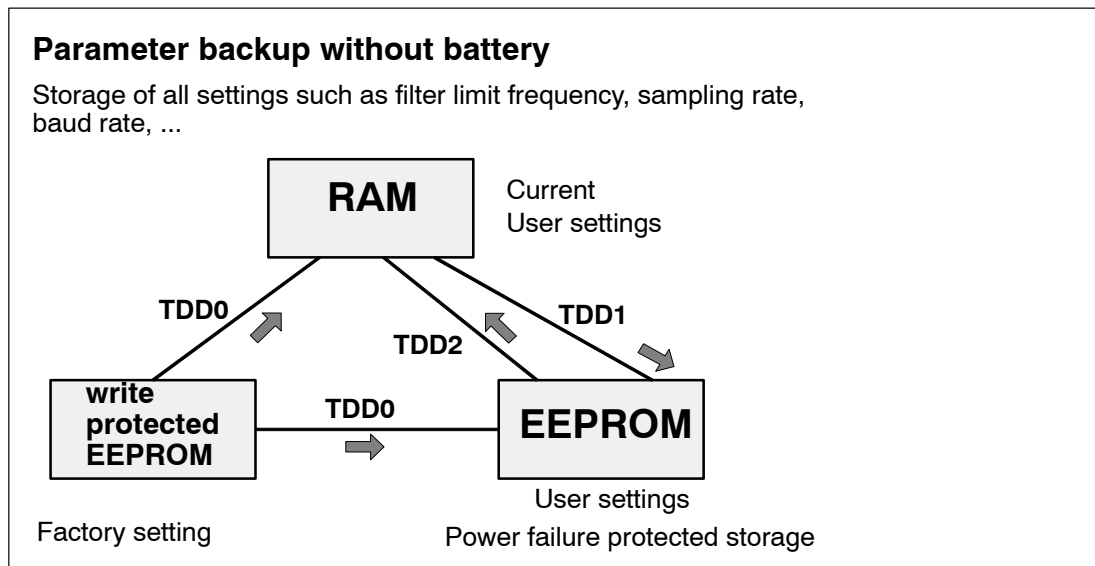 Parameter backup without battery
Storage of all settings such as filter limit frequency, sampling rate,
baud rate, ...
RAM
Current
User settings
TDD0
TDD1
TDD2
write
protected
EEPROM
TDD0
EEPROM
User settings
Factory setting
Power failure protected storage